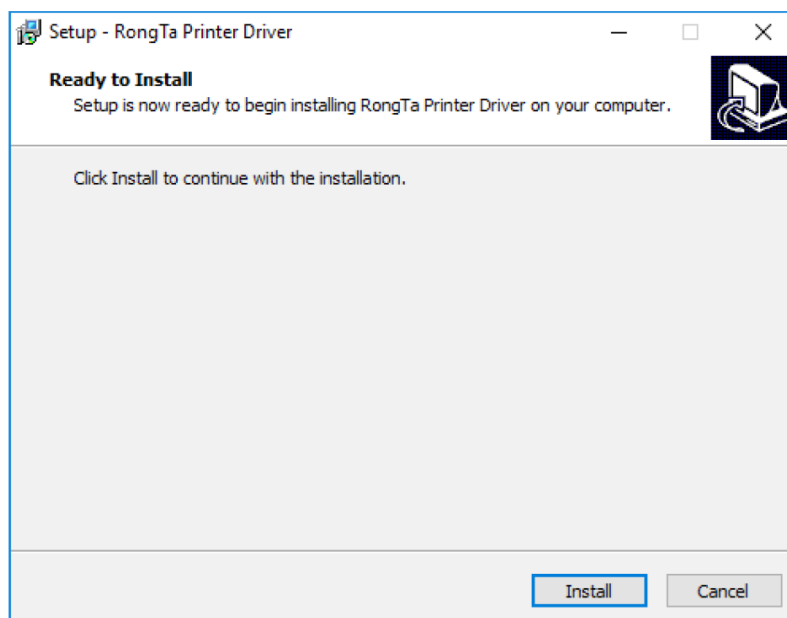 Setup - RongTa Printer Driver
Ready to Install
Setup is now ready to begin installing RongTa Printer Driver on your computer.
Click Install to continue with the installation.
Install
Cancel